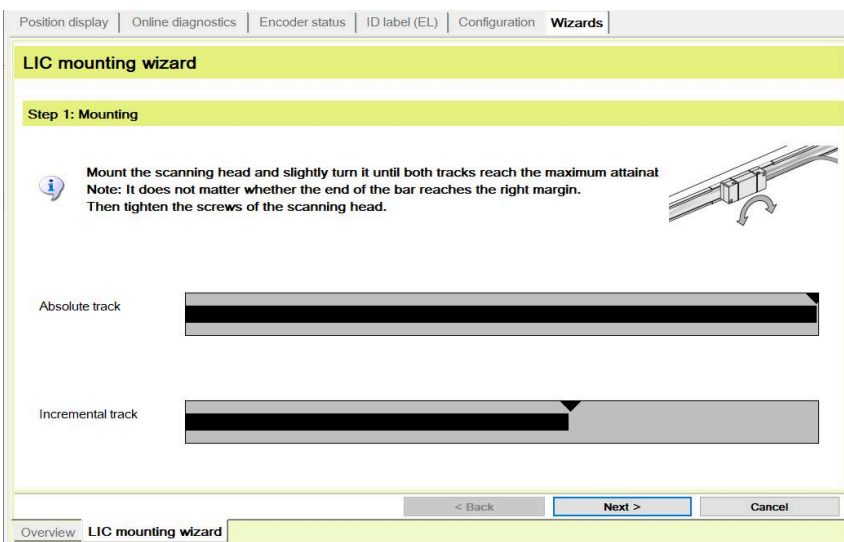 Position display Online diagnostics Encoder status ID label (EL) Configuration Wizards
LIC mounting wizard
Step 1: Mounting
Mount the scanning head and slightly turn it until both tracks reach the maximum
Note: It does not matter whether the end of the bar reaches the right margin.
Then tighten the screws of the scanning head.
Absolute track
Incremental track
< Back Next > Cancel
Overview LIC mounting wizard